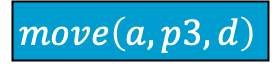 move(a, p3, d)